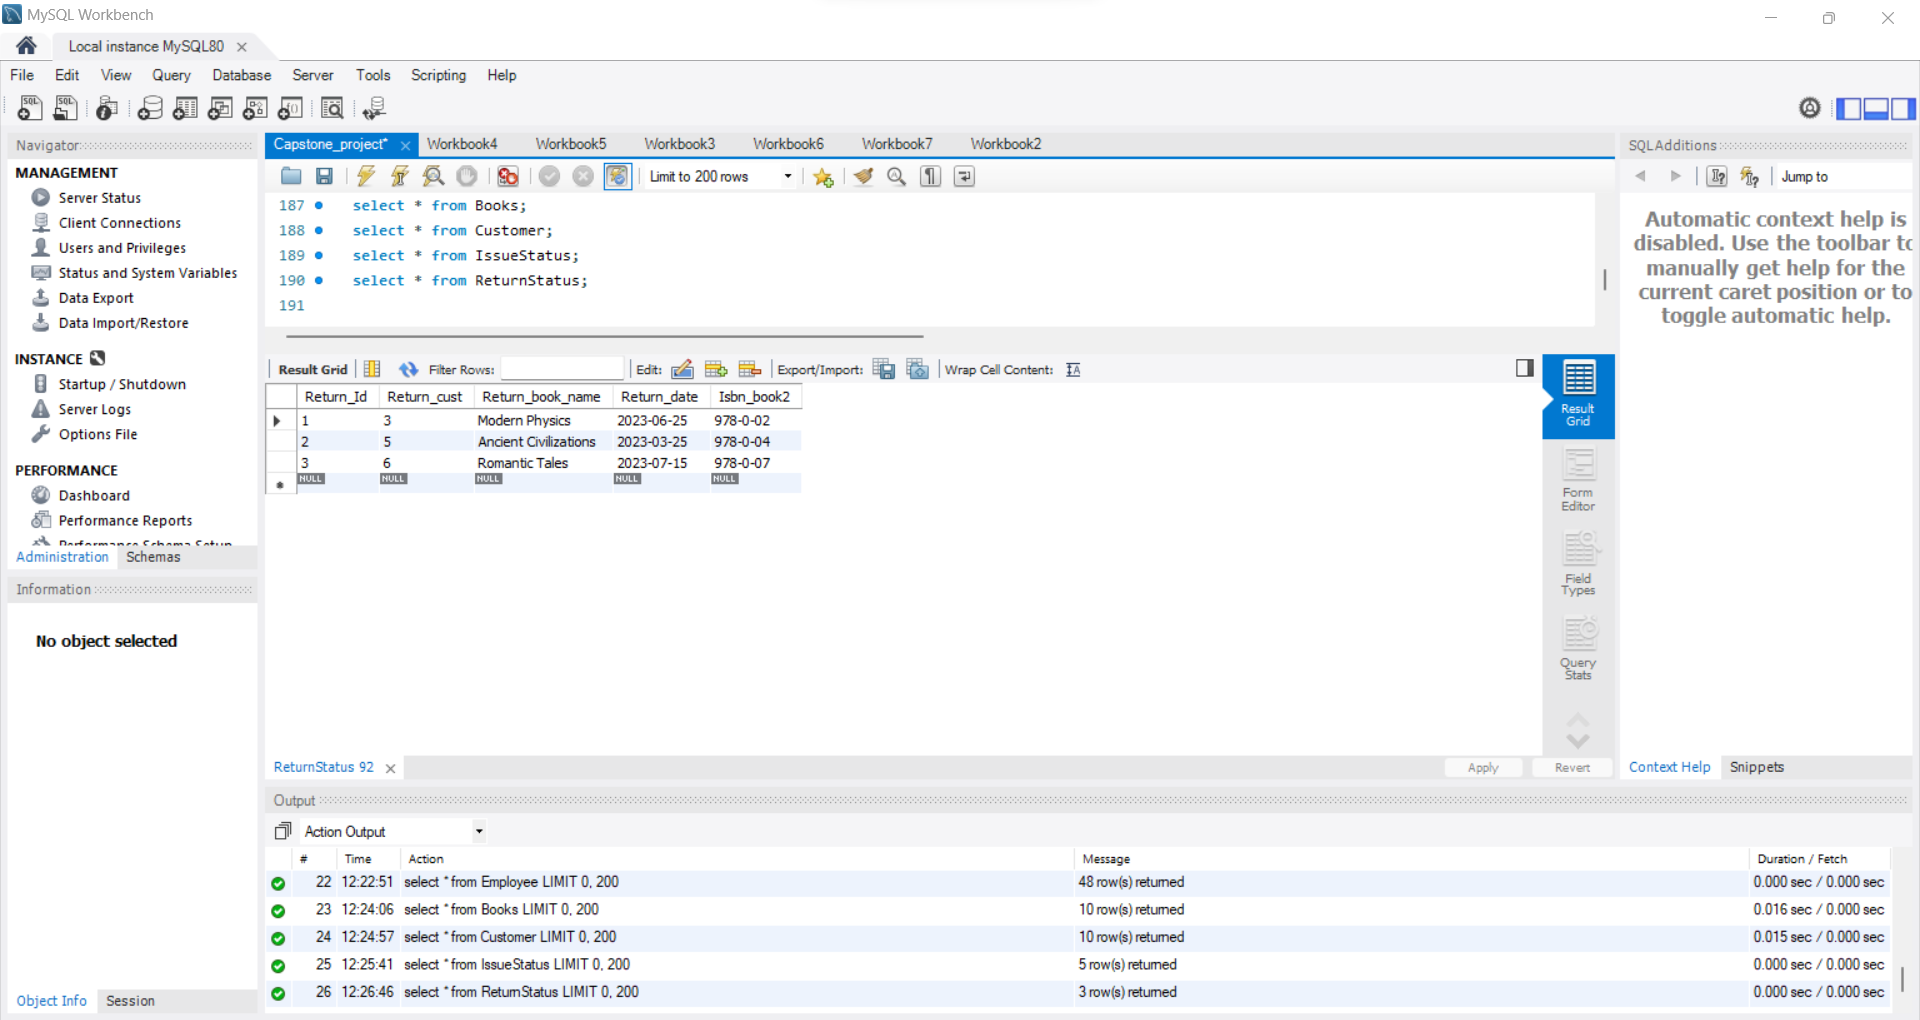 MySQL Workbench
Local instance MySQL80
File Edit View Query Database Server Tools Scripting Help
Navigator
MANAGEMENT
Server Status
Client Connections
Users and Privileges
Status and System Variables
Data Export
Data Import/Restore
INSTANCE
Startup / Shutdown
Server Logs
Options File
PERFORMANCE
Dashboard
Performance Reports
Performance Schema Setup
Administration Schemas
Information
No object selected
Object Info Session
Capstone_project* Workbook4 Workbook5 Workbook3 Workbook6 Workbook7 Workbook2
Limit to 200 rows
187 select * from Books;
188 select * from Customer;
189 select * from IssueStatus;
190 select * from ReturnStatus;
191
Result Grid Filter Rows: Edit: Export/Import: Wrap Cell Content:
Return_Id Return_cust Return_book_name Return_date Isbn_book2
1 3 Modern Physics 2023-06-25 978-0-02
2 5 Ancient Civilizations 2023-03-25 978-0-04
3 6 Romantic Tales 2023-07-15 978-0-07
NULL NULL NULL NULL NULL
Result
Grid
Form
Editor
Field
Types
Query
Stats
ReturnStatus 92 Apply Revert
SQLAdditions
Jump to
Automatic context help is
disabled. Use the toolbar to
manually get help for the
current caret position or to
toggle automatic help.
Context Help Snippets
Output
Action Output
# Time Action Message Duration / Fetch
22 12:22:51 select * from Employee LIMIT 0, 200 48 row(s) returned 0.000 sec / 0.000 sec
23 12:24:06 select * from Books LIMIT 0, 200 10 row(s) returned 0.016 sec / 0.000 sec
24 12:24:57 select * from Customer LIMIT 0, 200 10 row(s) returned 0.015 sec / 0.000 sec
25 12:25:41 select * from IssueStatus LIMIT 0, 200 5 row(s) returned 0.000 sec / 0.000 sec
26 12:26:46 select * from ReturnStatus LIMIT 0, 200 3 row(s) returned 0.000 sec / 0.000 sec